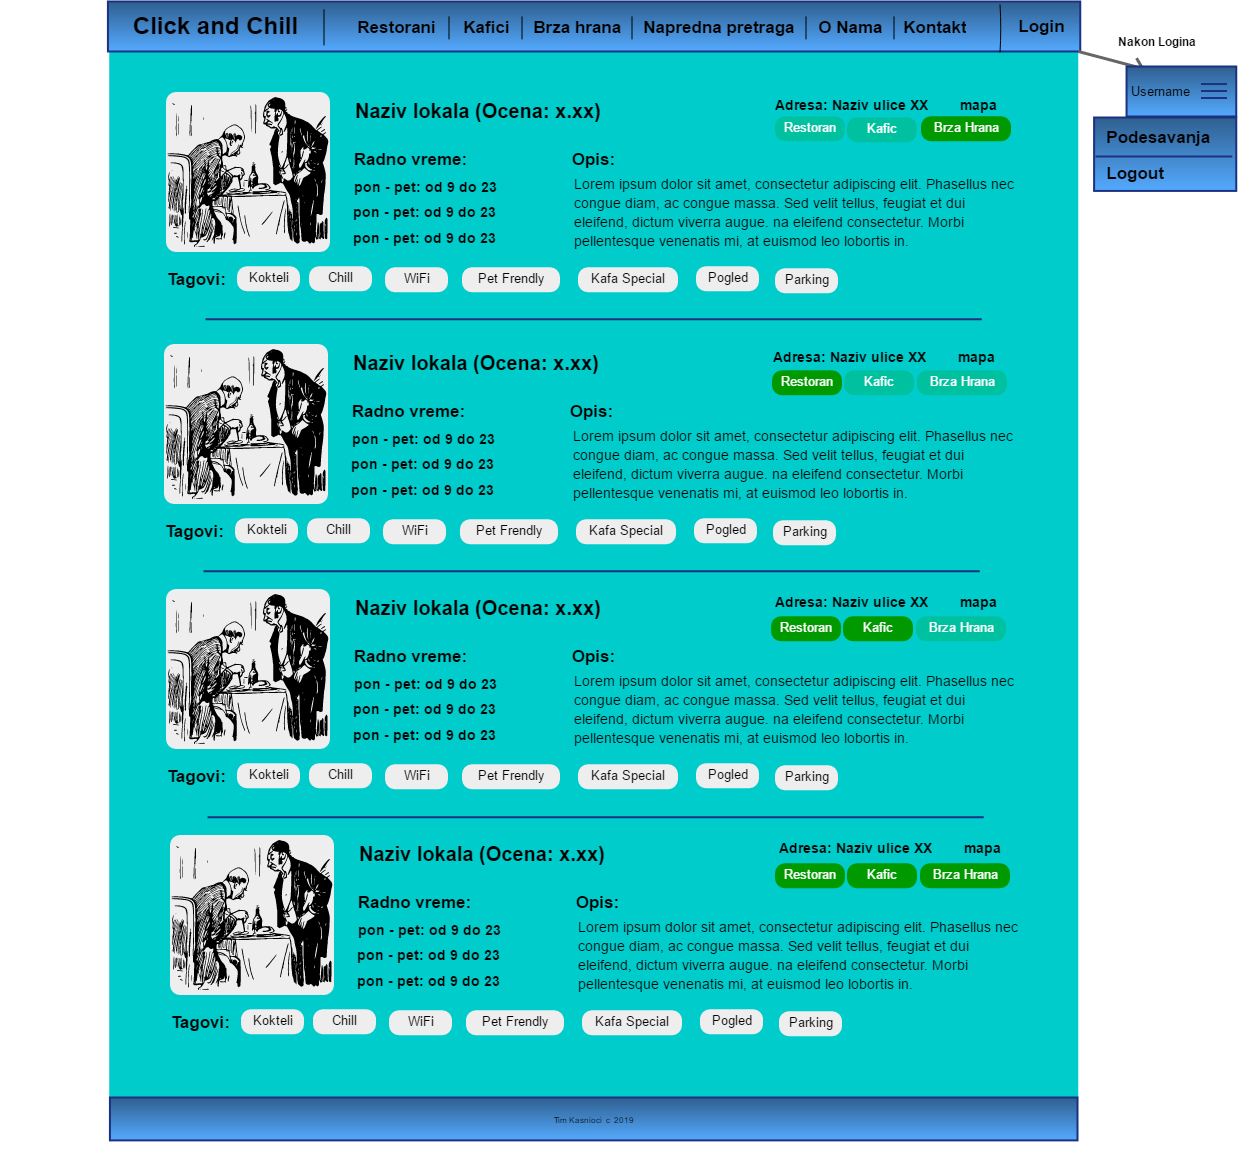 Click and Chill Restorani Kafici Brza hrana Napredna pretraga O Nama Kontakt Login
Nakon Logina
Username
Podesavanja
Logout
Naziv lokala (Ocena: x.xx)
Adresa: Naziv ulice XX mapa
Restoran Kafic Brza Hrana
Radno vreme:
pon - pet: od 9 do 23
pon - pet: od 9 do 23
pon - pet: od 9 do 23
Opis:
Lorem ipsum dolor sit amet, consectetur adipiscing elit. Phasellus nec
congue diam, ac congue massa. Sed velit tellus, feugiat et dui
eleifend, dictum viverra augue. na eleifend consectetur. Morbi
pellentesque venenatis mi, at euismod leo lobortis in.
Tagovi: Kokteli Chill WiFi Pet Frendly Kafa Special Pogled Parking
Naziv lokala (Ocena: x.xx)
Adresa: Naziv ulice XX mapa
Restoran Kafic Brza Hrana
Radno vreme:
pon - pet: od 9 do 23
pon - pet: od 9 do 23
pon - pet: od 9 do 23
Opis:
Lorem ipsum dolor sit amet, consectetur adipiscing elit. Phasellus nec
congue diam, ac congue massa. Sed velit tellus, feugiat et dui
eleifend, dictum viverra augue. na eleifend consectetur. Morbi
pellentesque venenatis mi, at euismod leo lobortis in.
Tagovi: Kokteli Chill WiFi Pet Frendly Kafa Special Pogled Parking
Naziv lokala (Ocena: x.xx)
Adresa: Naziv ulice XX mapa
Restoran Kafic Brza Hrana
Radno vreme:
pon - pet: od 9 do 23
pon - pet: od 9 do 23
pon - pet: od 9 do 23
Opis:
Lorem ipsum dolor sit amet, consectetur adipiscing elit. Phasellus nec
congue diam, ac congue massa. Sed velit tellus, feugiat et dui
eleifend, dictum viverra augue. na eleifend consectetur. Morbi
pellentesque venenatis mi, at euismod leo lobortis in.
Tagovi: Kokteli Chill WiFi Pet Frendly Kafa Special Pogled Parking
Naziv lokala (Ocena: x.xx)
Adresa: Naziv ulice XX mapa
Restoran Kafic Brza Hrana
Radno vreme:
pon - pet: od 9 do 23
pon - pet: od 9 do 23
pon - pet: od 9 do 23
Opis:
Lorem ipsum dolor sit amet, consectetur adipiscing elit. Phasellus nec
congue diam, ac congue massa. Sed velit tellus, feugiat et dui
eleifend, dictum viverra augue. na eleifend consectetur. Morbi
pellentesque venenatis mi, at euismod leo lobortis in.
Tagovi: Kokteli Chill WiFi Pet Frendly Kafa Special Pogled Parking
Tim Kasnioci c 2019